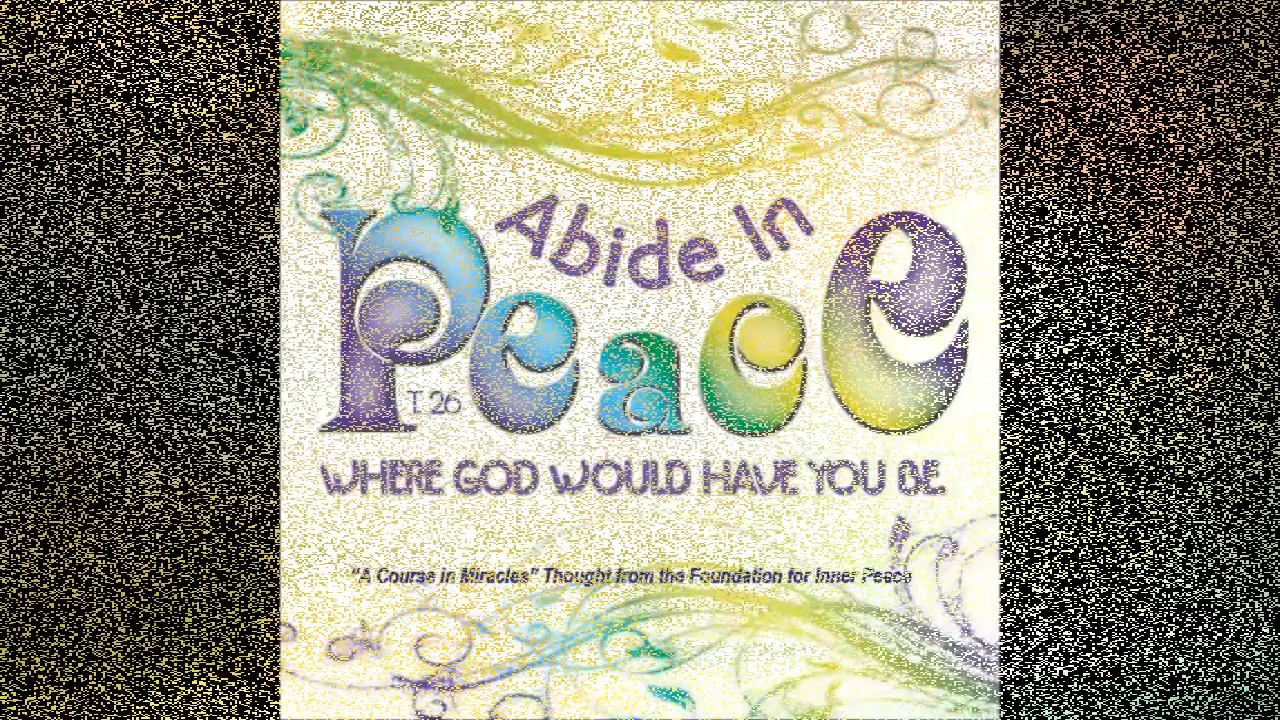 Abide In
Peace
T 26
WHERE GOD WOULD HAVE YOU BE.
"A Course in Miracles" Thought from the Foundation for Inner Peace